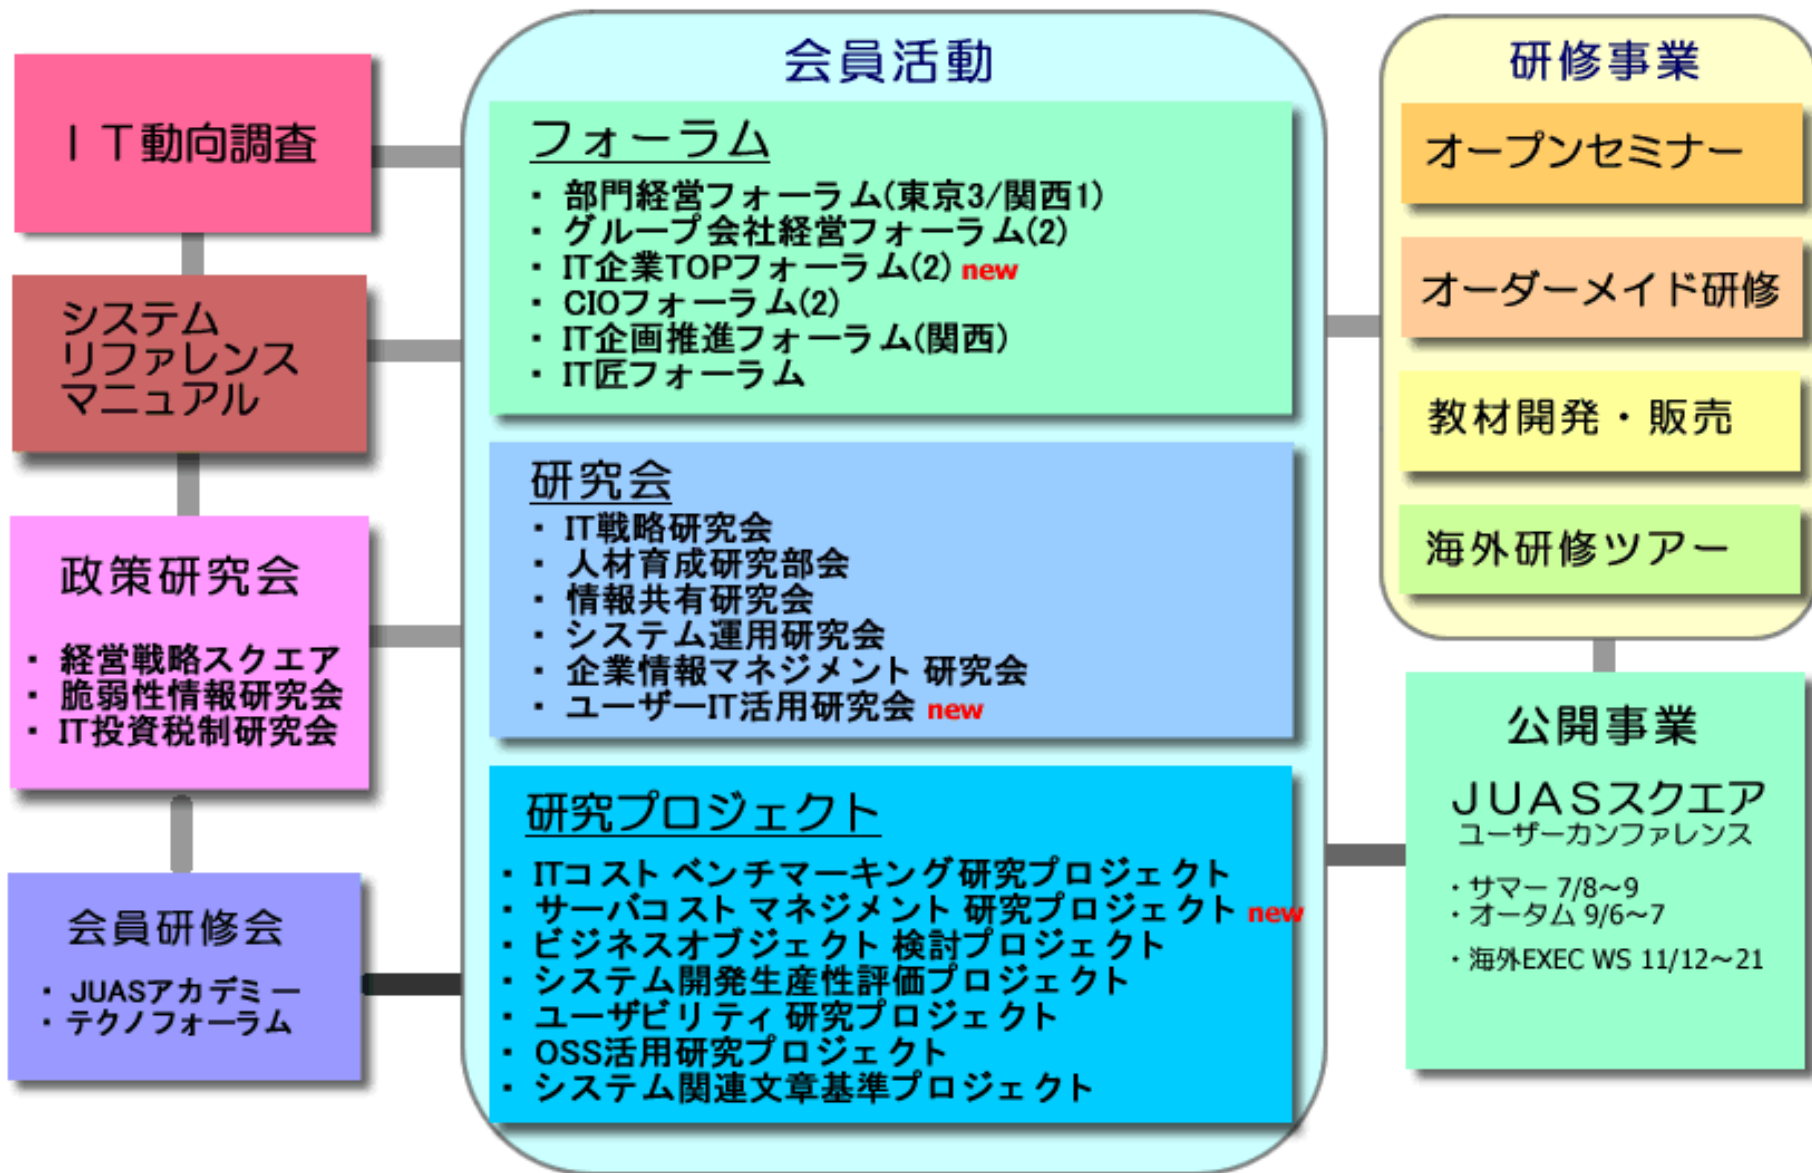 ＩＴ動向調査
システム
リファレンス
マニュアル
政策研究会
・ 経営戦略スクエア
・ 脆弱性情報研究会
・ IT投資税制研究会
会員研修会
・ JUASアカデミー
・ テクノフォーラム
会員活動
フォーラム
・ 部門経営フォーラム(東京3/関西1)
・ グループ会社経営フォーラム(2)
・ IT企業TOPフォーラム(2) new
・ CIOフォーラム(2)
・ IT企画推進フォーラム(関西)
・ IT匠フォーラム
研究会
・ IT戦略研究会
・ 人材育成研究部会
・ 情報共有研究会
・ システム運用研究会
・ 企業情報マネジメント 研究会
・ ユーザーIT活用研究会 new
研究プロジェクト
・ ITコスト ベンチマーキング研究プロジェクト
・ サーバコスト マネジメント 研究プロジェクト new
・ ビジネスオブジェクト 検討プロジェクト
・ システム開発生産性評価プロジェクト
・ ユーザビリティ 研究プロジェクト
・ OSS活用研究プロジェクト
・ システム関連文章基準プロジェクト
研修事業
オープンセミナー
オーダーメイド研修
教材開発・販売
海外研修ツアー
公開事業
ＪＵＡＳスクエア
ユーザーカンファレンス
・サマー 7/8～9
・オータム 9/6～7
・海外EXEC WS 11/12～21